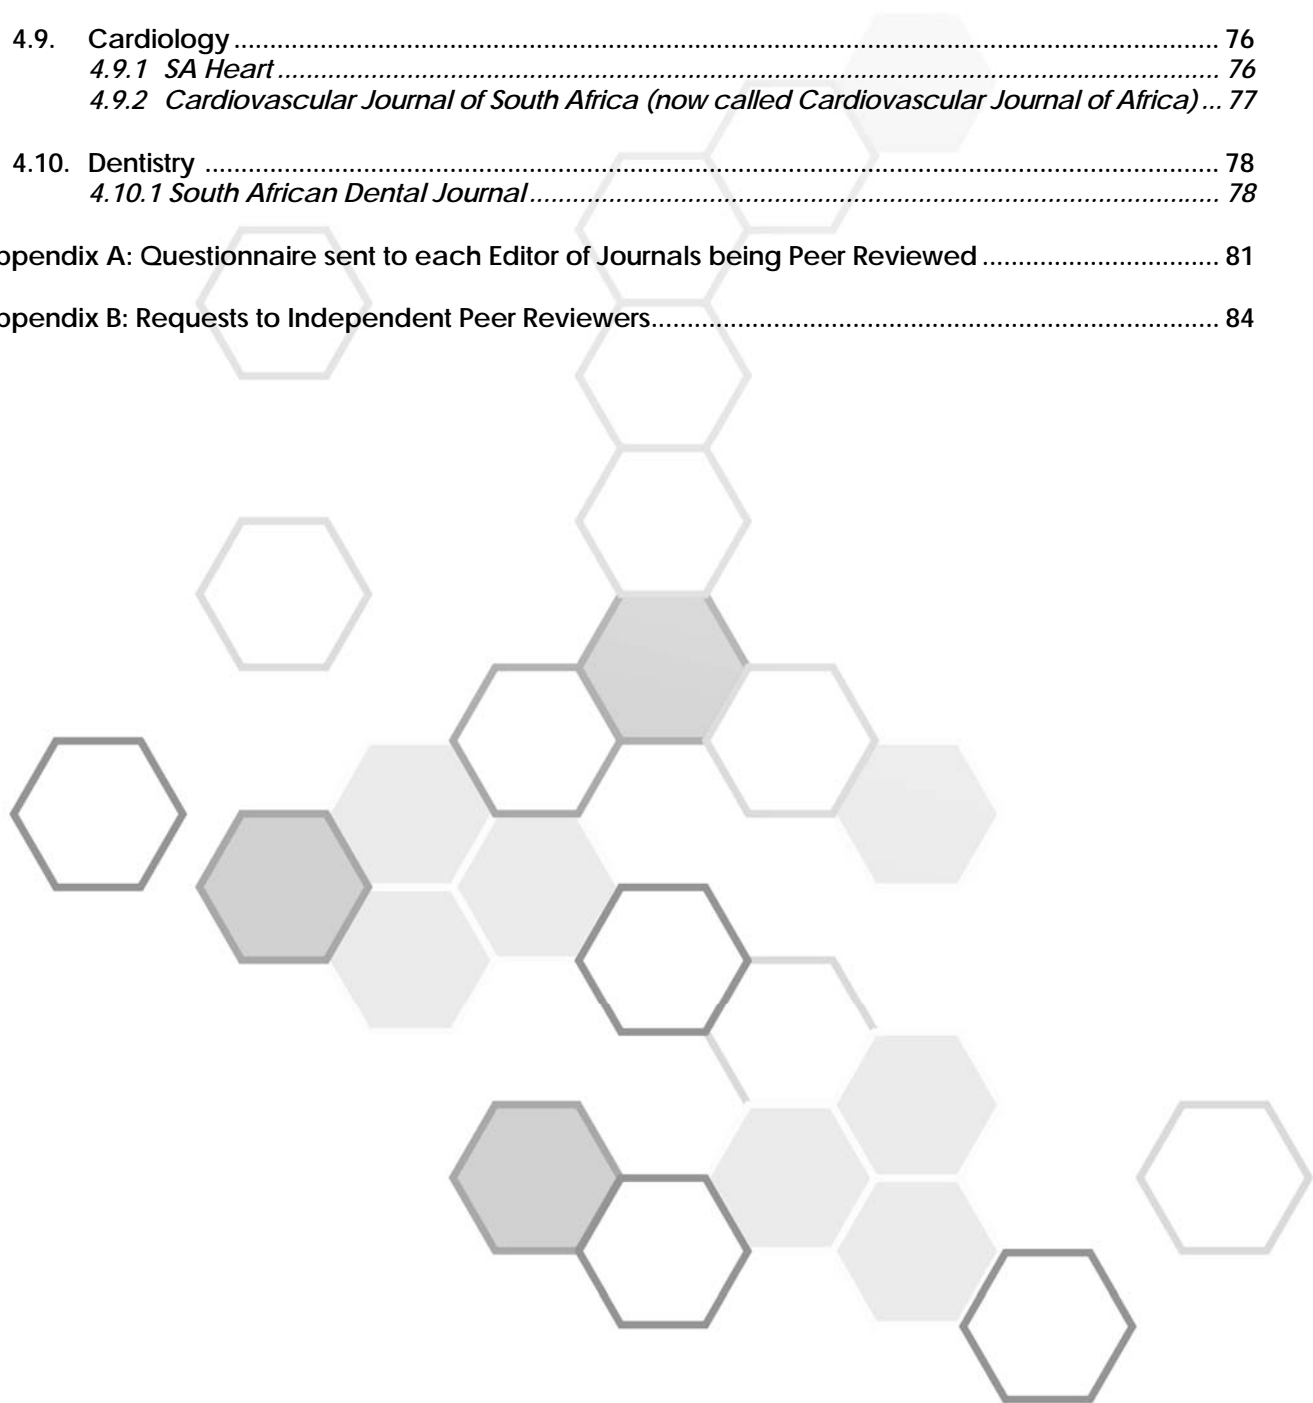 4.9. Cardiology ........................................................................ 76
4.9.1 SA Heart ........................................................................ 76
4.9.2 Cardiovascular Journal of South Africa (now called Cardiovascular Journal of Africa) ... 77
4.10. Dentistry ........................................................................ 78
4.10.1 South African Dental Journal ........................................................................ 78
ppendix A: Questionnaire sent to each Editor of Journals being Peer Reviewed ................................ 81
ppendix B: Requests to Independent Peer Reviewers ........................................................................ 84